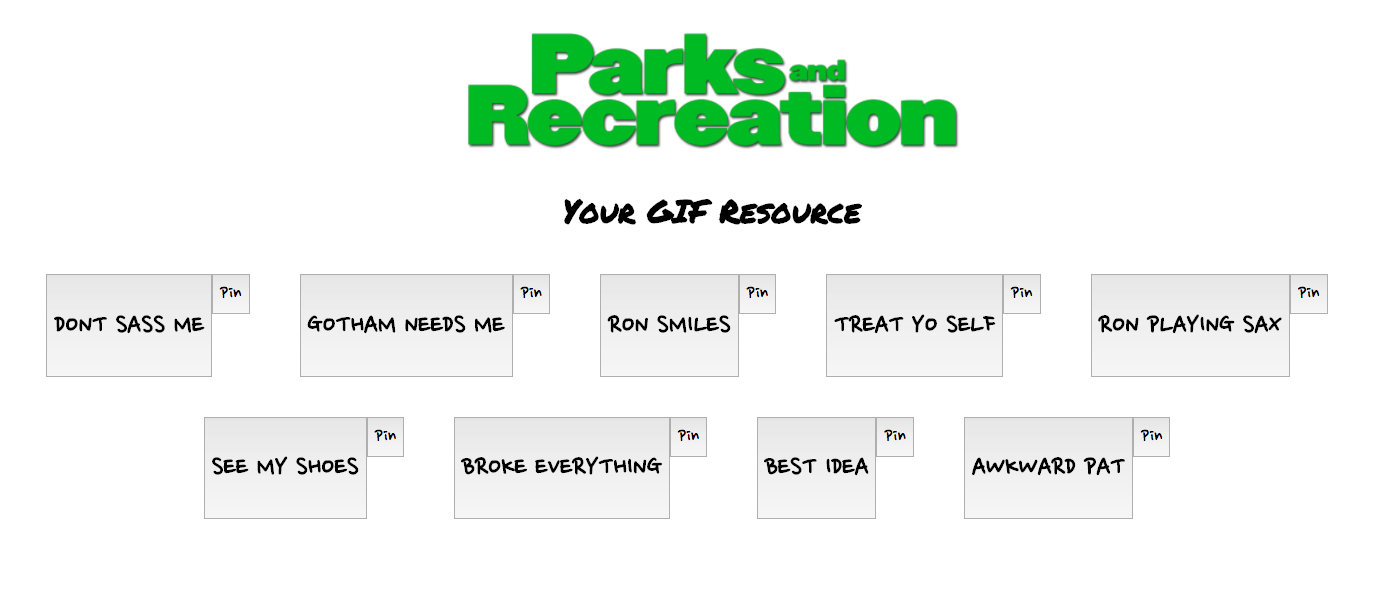 Parks and
Recreation
Your GIF Resource
DONT SASS ME Pin GOTHAM NEEDS ME Pin RON SMILES Pin TREAT YO SELF Pin RON PLAYING SAX Pin
SEE MY SHOES Pin BROKE EVERYTHING Pin BEST IDEA Pin AWKWARD PAT Pin